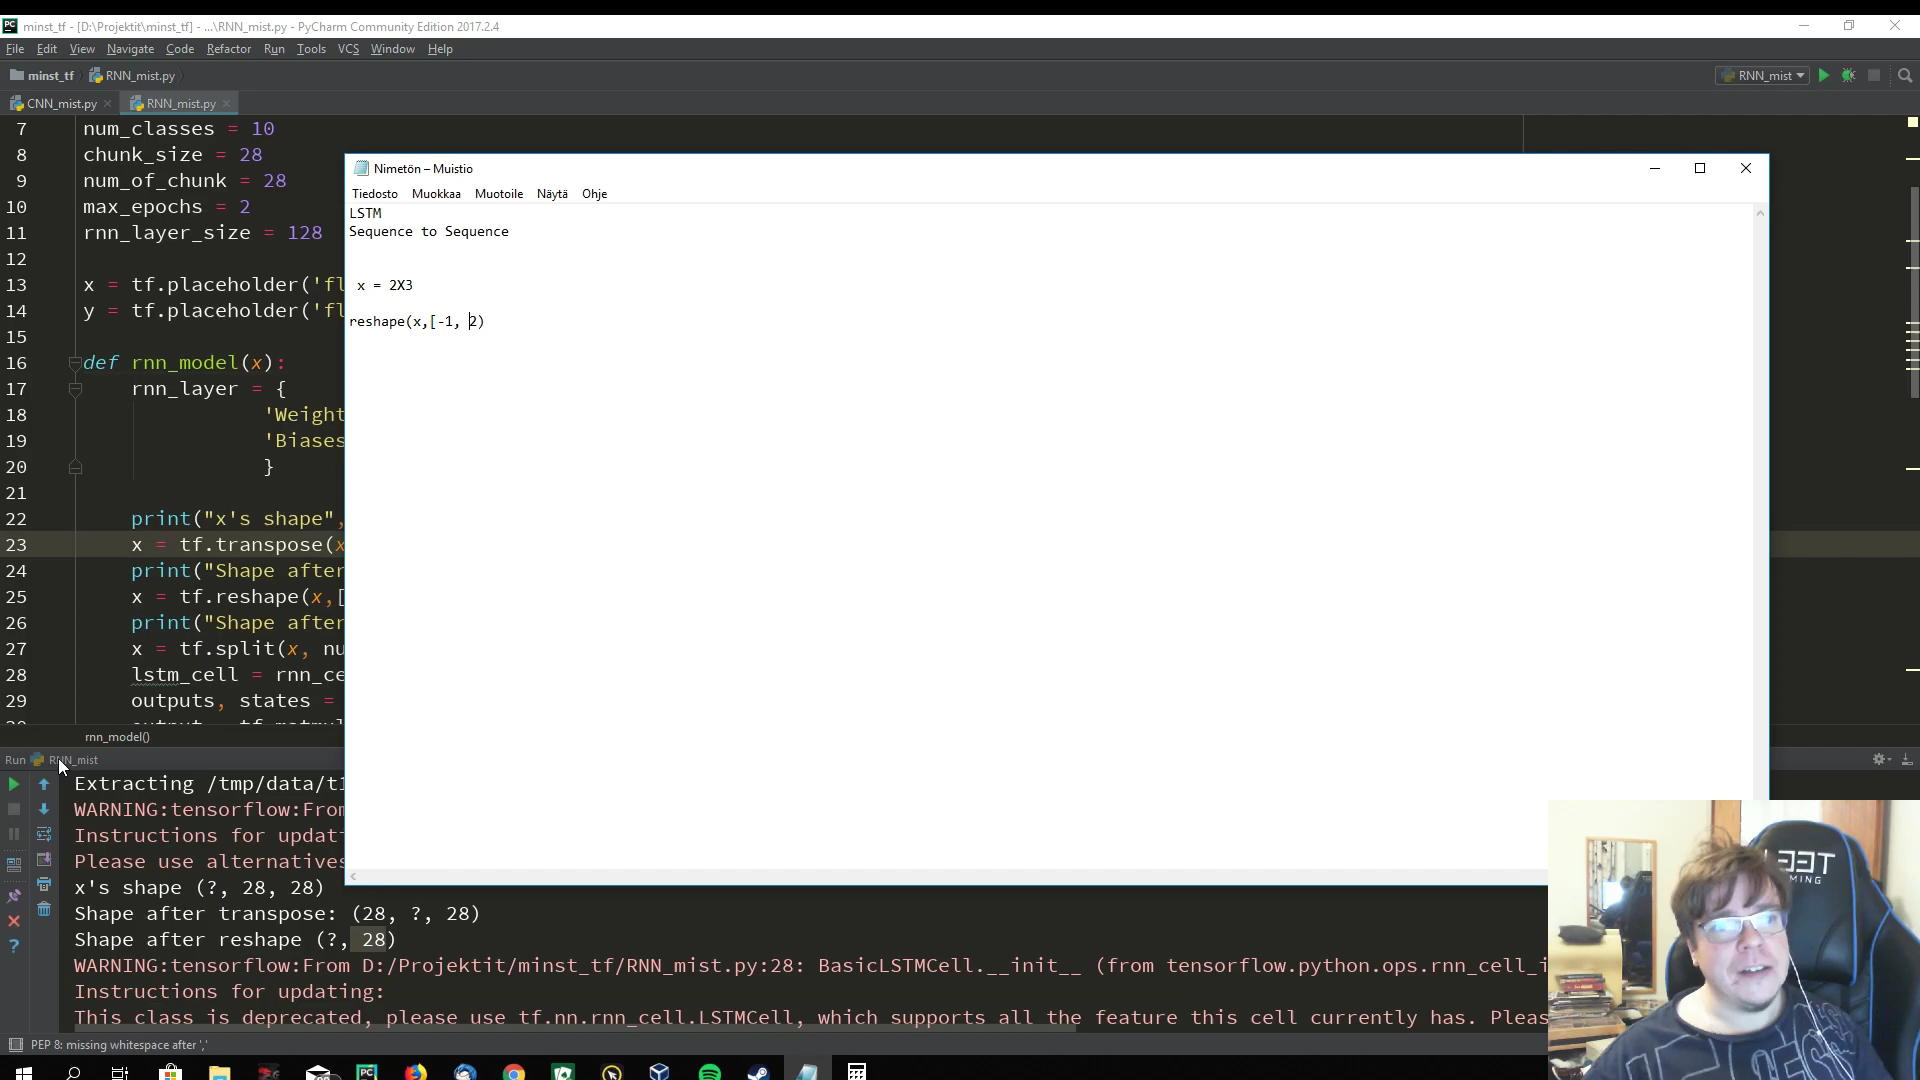 minst_tf - [D:\Projektit\minst_tf] - ...\RNN_mist.py - PyCharm Community Edition 2017.2.4
File Edit View Navigate Code Refactor Run Tools VCS Window Help
minst_tf RNN_mist.py
RNN_mist
CNN_mist.py RNN_mist.py
7 num_classes = 10
8 chunk_size = 28
9 num_of_chunk = 28
10 max_epochs = 2
11 rnn_layer_size = 128
12
13 x = tf.placeholder('fl
14 y = tf.placeholder('fl
15
16 def rnn_model(x):
17 rnn_layer = {
18 'Weight
19 'Biases
20 }
21
22 print("x's shape",
23 x = tf.transpose(x
24 print("Shape after
25 x = tf.reshape(x,[
26 print("Shape after
27 x = tf.split(x, nu
28 lstm_cell = rnn_ce
29 outputs, states =
rnn_model()
Nimetön – Muistio
Tiedosto Muokkaa Muotoile Näytä Ohje
LSTM
Sequence to Sequence
x = 2X3
reshape(x,[-1, 2)
Run RNN_mist
Extracting /tmp/data/t1
WARNING:tensorflow:From
Instructions for updat
Please use alternatives
x's shape (?, 28, 28)
Shape after transpose: (28, ?, 28)
Shape after reshape (?, 28)
WARNING:tensorflow:From D:/Projektit/minst_tf/RNN_mist.py:28: BasicLSTMCell.__init__ (from tensorflow.python.ops.rnn_cell_i
Instructions for updating:
This class is deprecated, please use tf.nn.rnn_cell.LSTMCell, which supports all the feature this cell currently has. Pleas
PEP 8: missing whitespace after ','